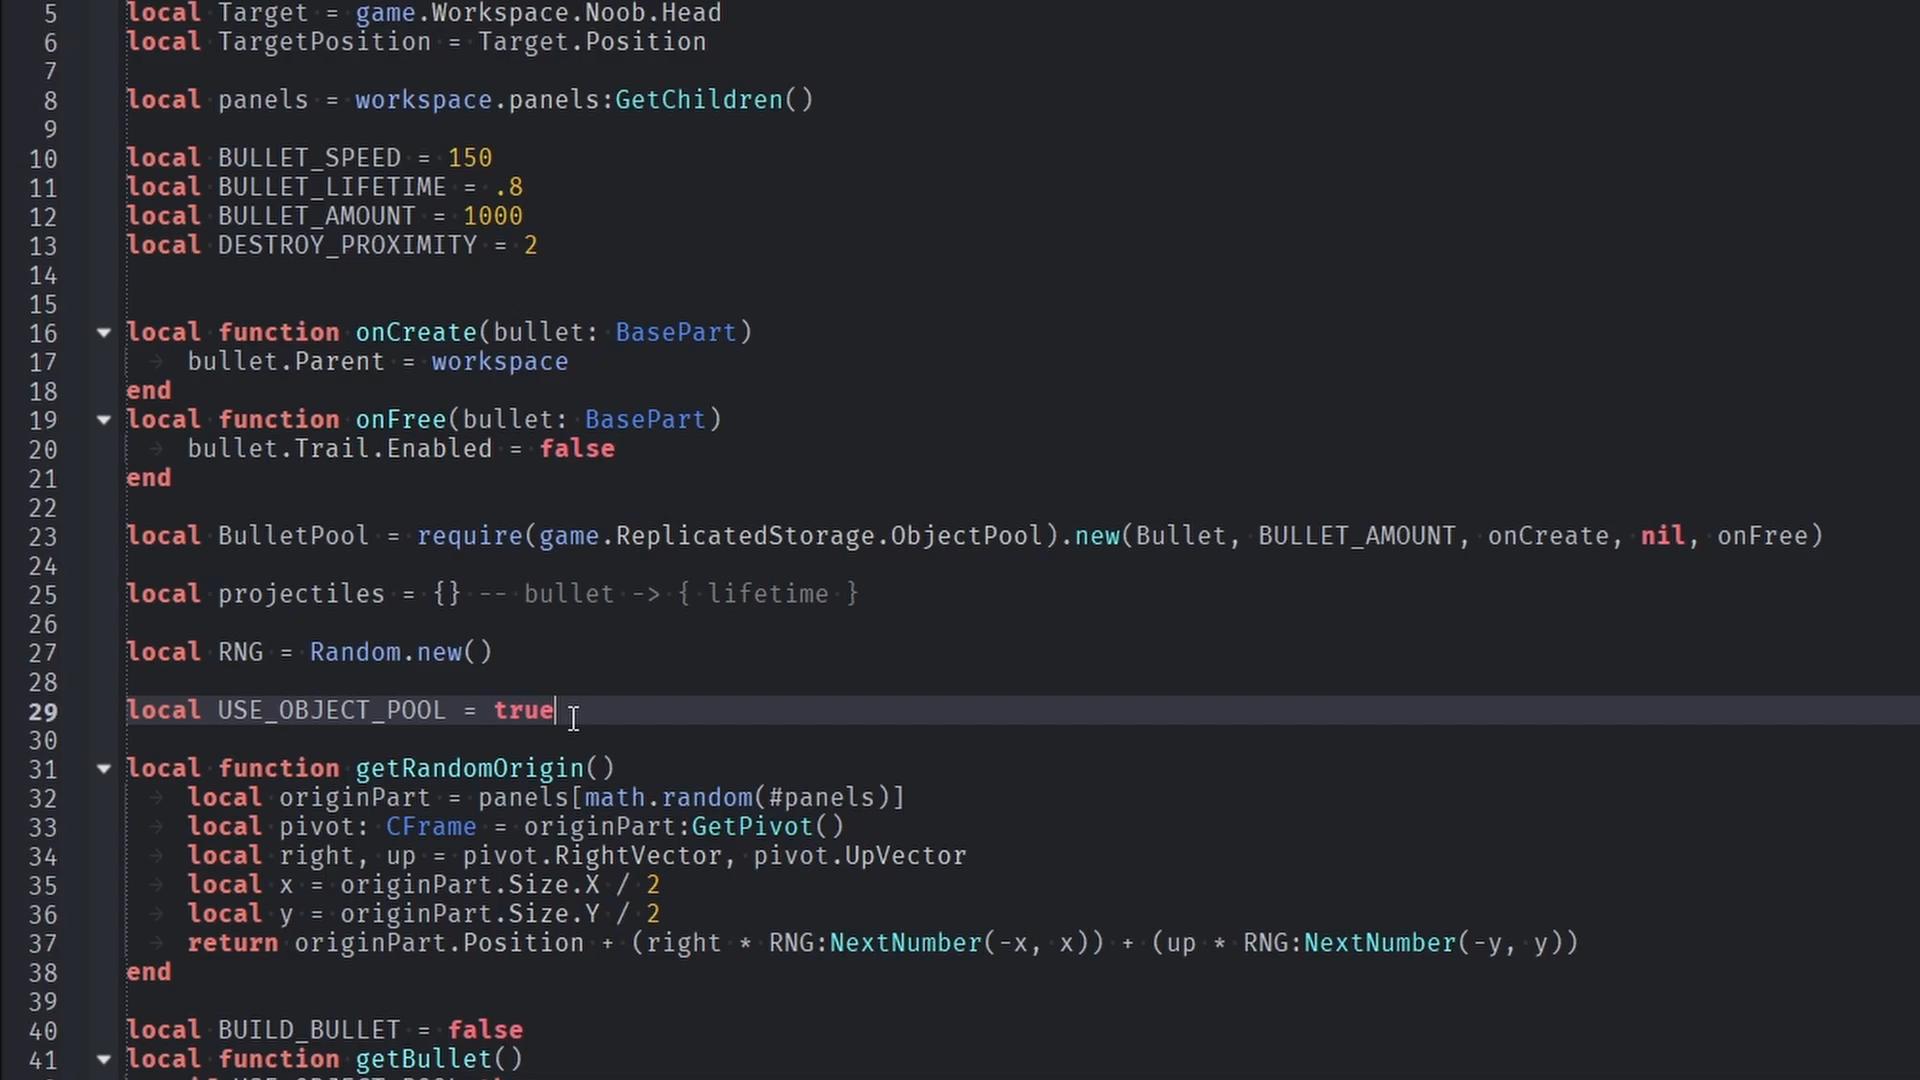 5 local Target = game.Workspace.Noob.Head
6 local TargetPosition = Target.Position
7
8 local panels = workspace.panels:GetChildren()
9
10 local BULLET_SPEED = 150
11 local BULLET_LIFETIME = .8
12 local BULLET_AMOUNT = 1000
13 local DESTROY_PROXIMITY = 2
14
15
16 local function onCreate(bullet: BasePart)
17 bullet.Parent = workspace
18 end
19 local function onFree(bullet: BasePart)
20 bullet.Trail.Enabled = false
21 end
22
23 local BulletPool = require(game.ReplicatedStorage.ObjectPool).new(Bullet, BULLET_AMOUNT, onCreate, nil, onFree)
24
25 local projectiles = {} -- bullet -> { lifetime }
26
27 local RNG = Random.new()
28
29 local USE_OBJECT_POOL = true
30
31 local function getRandomOrigin()
32 local originPart = panels[math.random(#panels)]
33 local pivot: CFrame = originPart:GetPivot()
34 local right, up = pivot.RightVector, pivot.UpVector
35 local x = originPart.Size.X / 2
36 local y = originPart.Size.Y / 2
37 return originPart.Position + (right * RNG:NextNumber(-x, x)) + (up * RNG:NextNumber(-y, y))
38 end
39
40 local BUILD_BULLET = false
41 local function getBullet()